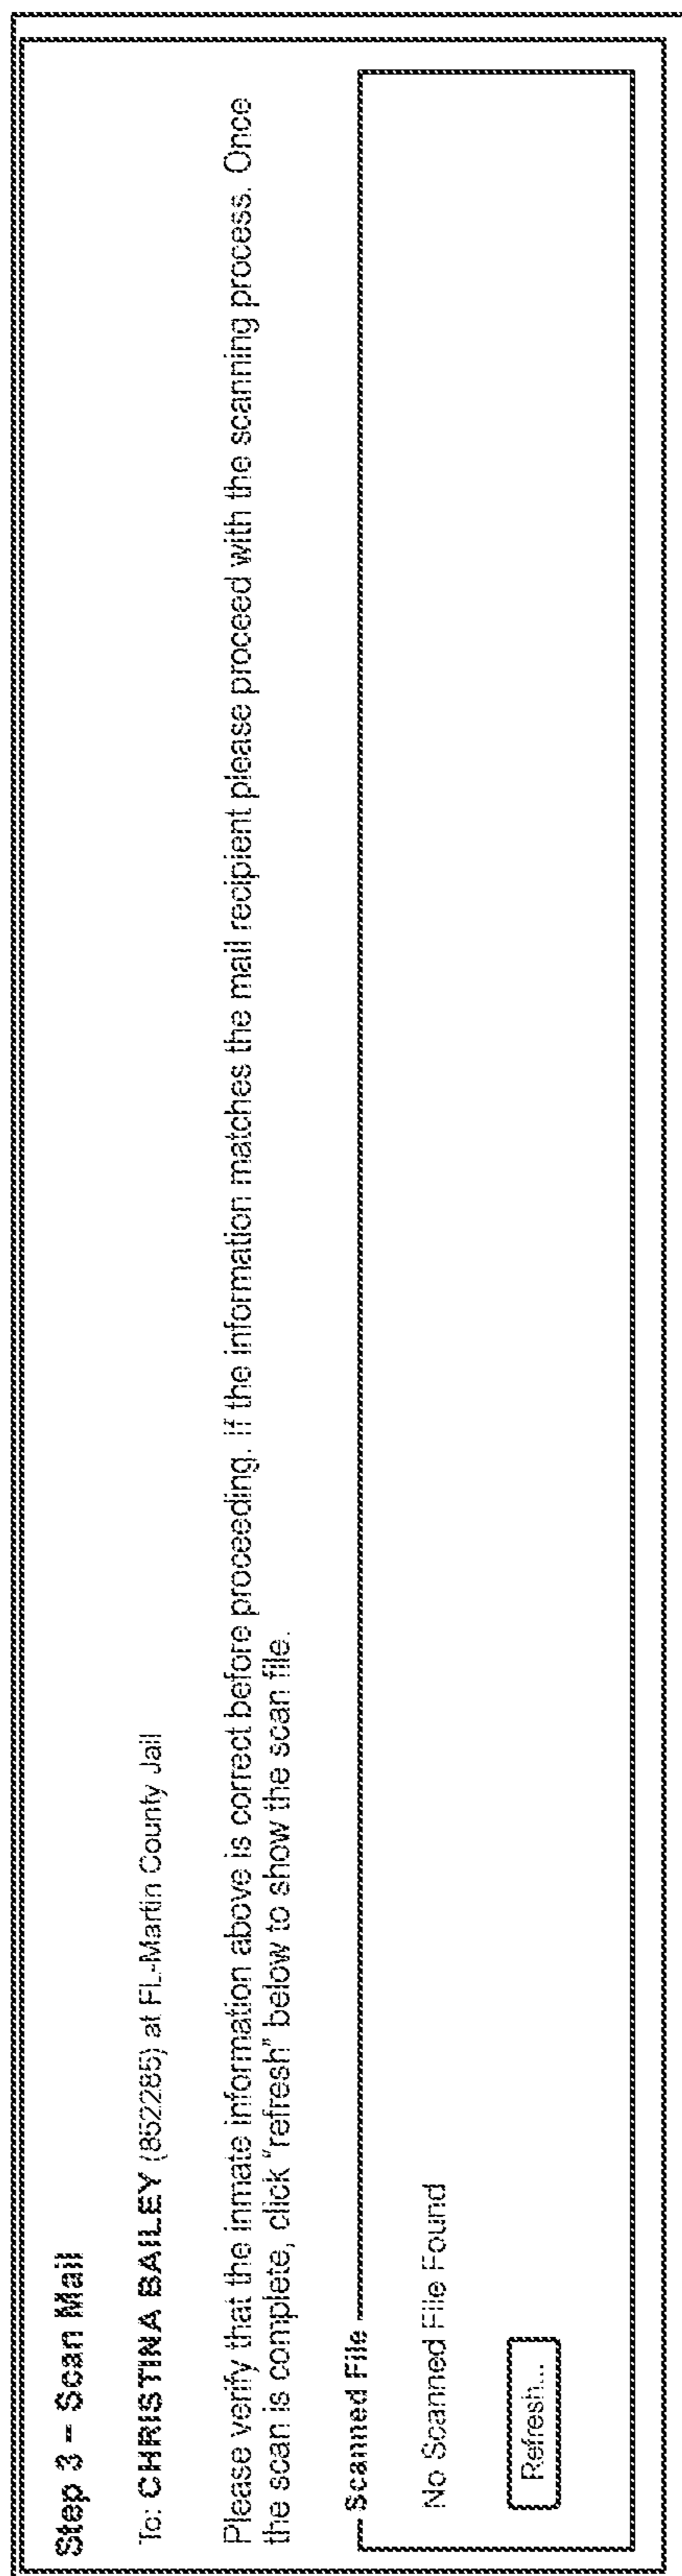 Step 3 – Scan Mail
To: CHRISTINA BAILEY (852285) at FL-Martin County Jail
Please verify that the inmate information above is correct before proceeding. If the information matches the mail recipient please proceed with the scanning process. Once
the scan is complete, click "refresh" below to show the scan file.
Scanned File
No Scanned File Found
Refresh...